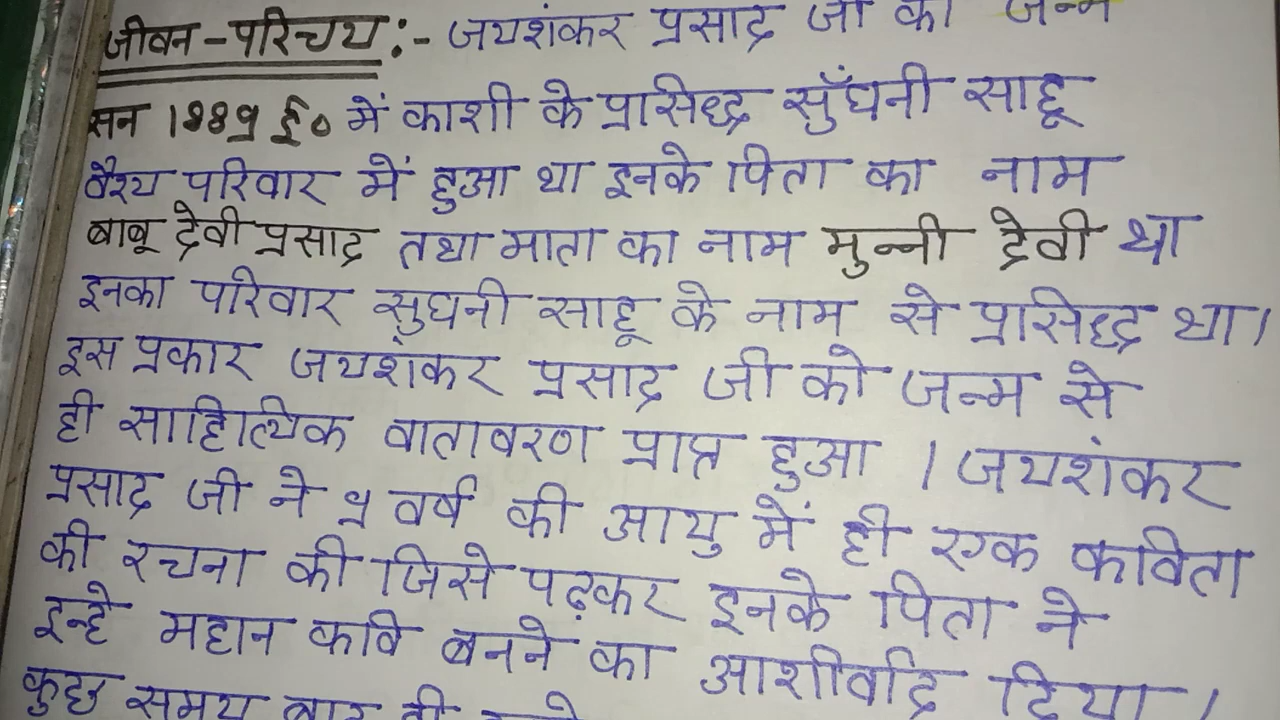 जीवन-परिचय:- जयशंकर प्रसाद जी का जन्म
सन 1889 ई० में काशी के प्रसिध्द सुँघनी साहू
वैश्य परिवार में हुआ था इनके पिता का नाम
बाबू देवी प्रसाद तथा माता का नाम मुन्नी देवी था
इनका परिवार सुघनी साहू के नाम से प्रसिध्द था।
इस प्रकार जयशंकर प्रसाद जी को जन्म से
ही साहित्यिक वातावरण प्राप्त हुआ । जयशंकर
प्रसाद जी ने 9 वर्ष की आयु में ही एक कविता
की रचना की जिसे पढ़कर इनके पिता ने
इन्हे महान कवि बनने का आशीर्वाद दिया ।
कुछ समय बाद ही